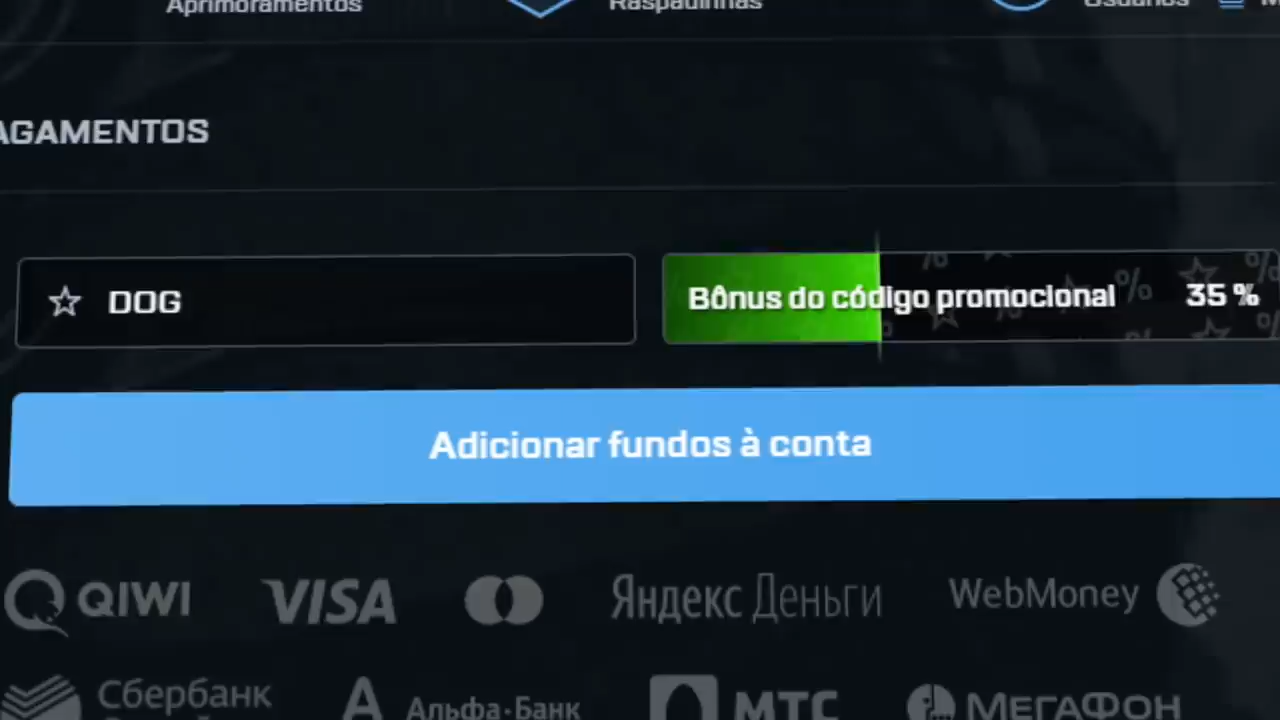 Aprimoramentos
Raspadinhas
Usuários
AGAMENTOS
DOG
Bônus do código promocional
35 %
Adicionar fundos à conta
QIWI
VISA
Яндекс Деньги
WebMoney
Сбербанк
Альфа·Банк
МТС
МЕГАФОН